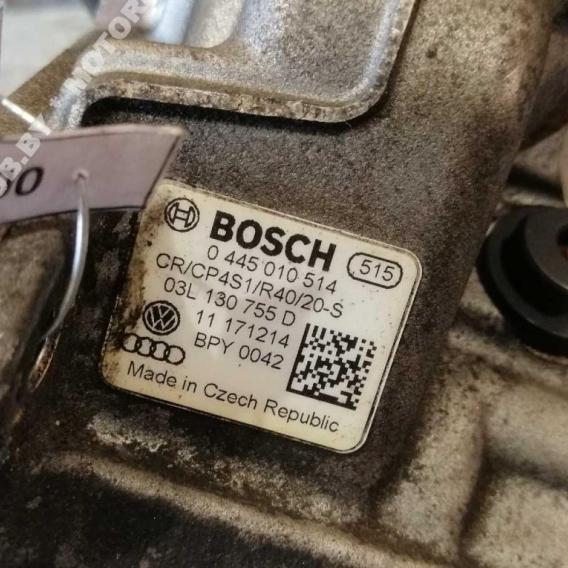 BOSCH
0 445 010 514 515
CR/CP4S1/R40/20-S
03L 130 755 D
11 171214
BPY 0042
Made in Czech Republic